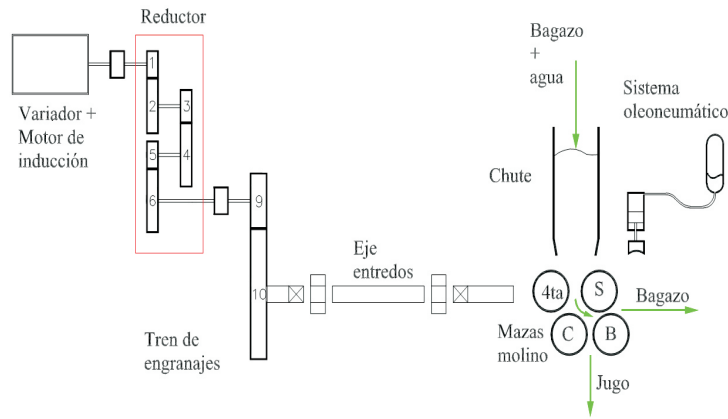 Reductor
Variador +
Motor de
inducción
1
2
3
5
4
6
9
10
Tren de
engranajes
Eje
entredos
Bagazo
+
agua
Sistema
oleoneumático
Chute
4ta
S
Bagazo
Mazas
molino
C
B
Jugo